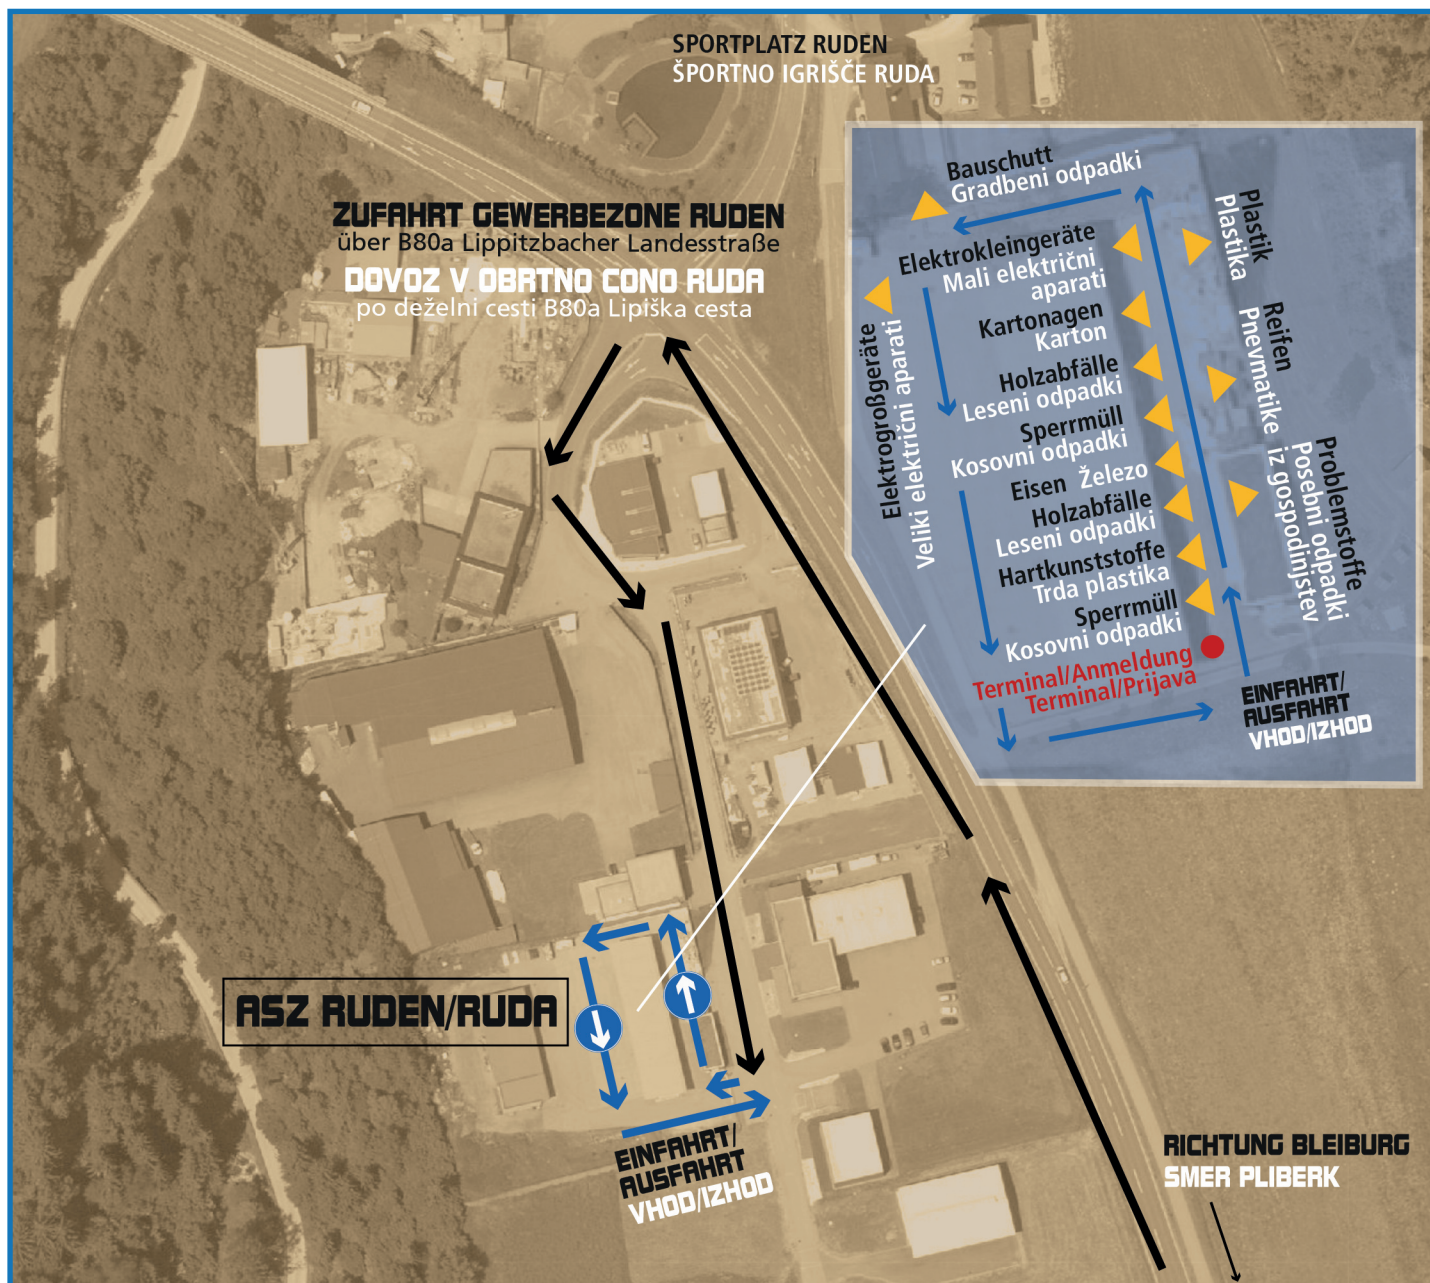 SPORTPLATZ RUDEN
ŠPORTNO IGRIŠČE RUDA
ZUFAHRT GEWERBEZONE RUDEN
über B80a Lippitzbacher Landesstraße
DOVOZ V OBRTNO CONO RUDA
po deželni cesti B80a Lipiška cesta
Bauschutt
Gradbeni odpadki
Elektrokleingeräte
Mali električni
aparati
Kartonagen
Karton
Holzabfälle
Leseni odpadki
Sperrmüll
Kosovni odpadki
Eisen Železo
Holzabfälle
Leseni odpadki
Hartkunststoffe
Trda plastika
Sperrmüll
Kosovni odpadki
Terminal/Anmeldung
Terminal/Prijava
Elektrogroßgeräte
Veliki električni aparati
Plastik
Plastika
Reifen
Pnevmatike
Problemstoffe
Posebni odpadki
iz gospodinjstev
EINFAHRT/
AUSFAHRT
VHOD/IZHOD
ASZ RUDEN/RUDA
EINFAHRT/
AUSFAHRT
VHOD/IZHOD
RICHTUNG BLEIBURG
SMER PLIBERK